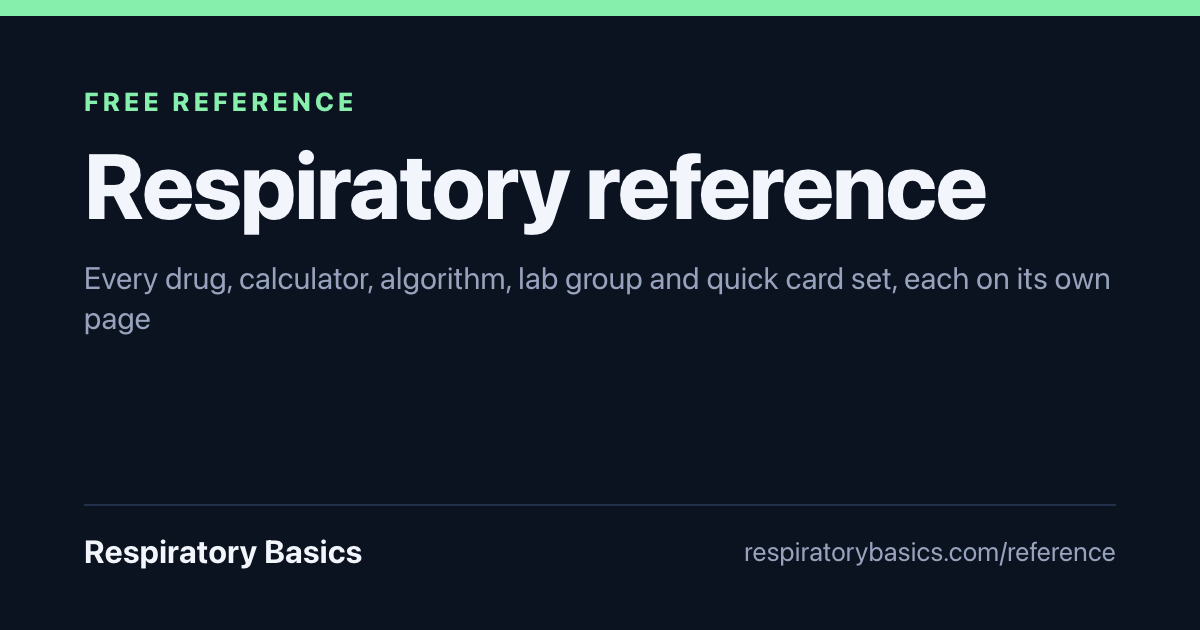 FREE REFERENCE
Respiratory reference
Every drug, calculator, algorithm, lab group and quick card set, each on its own
page
Respiratory Basics
respiratorybasics.com/reference